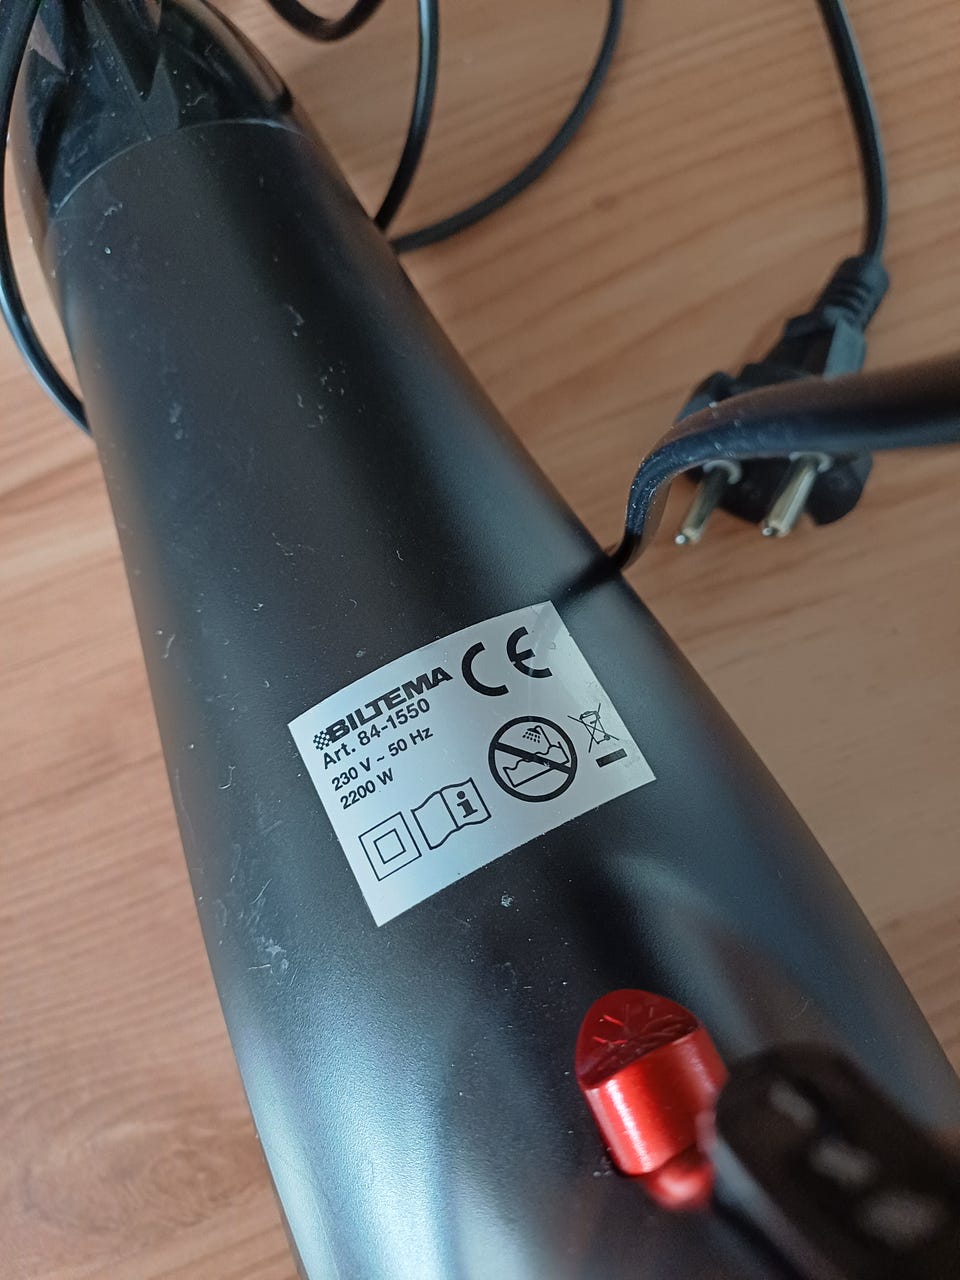 BILTEMA CE
Art. 84-1550
230 V ~ 50 Hz
2200 W
i